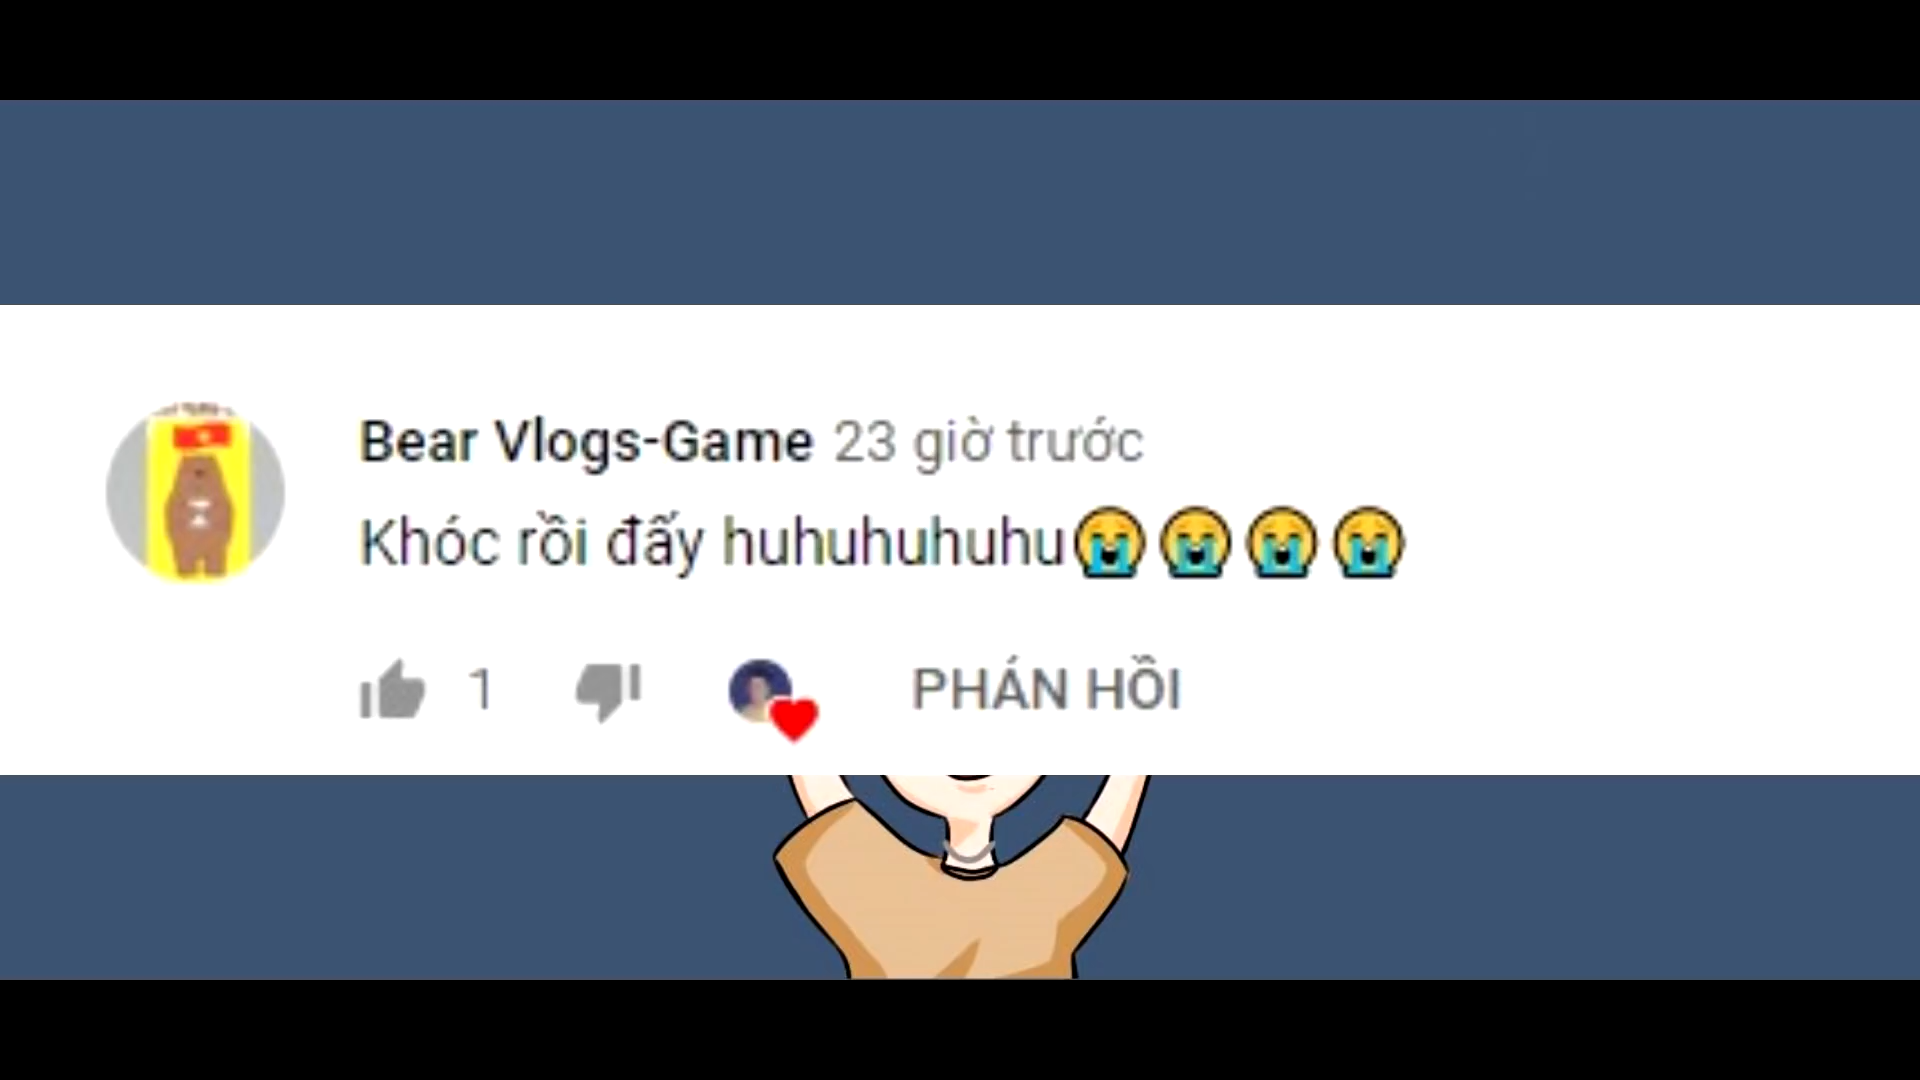 Bear Vlogs-Game 23 giờ trước
Khóc rồi đấy huhuhuhuhu😭😭😭😭
1 PHẢN HỒI